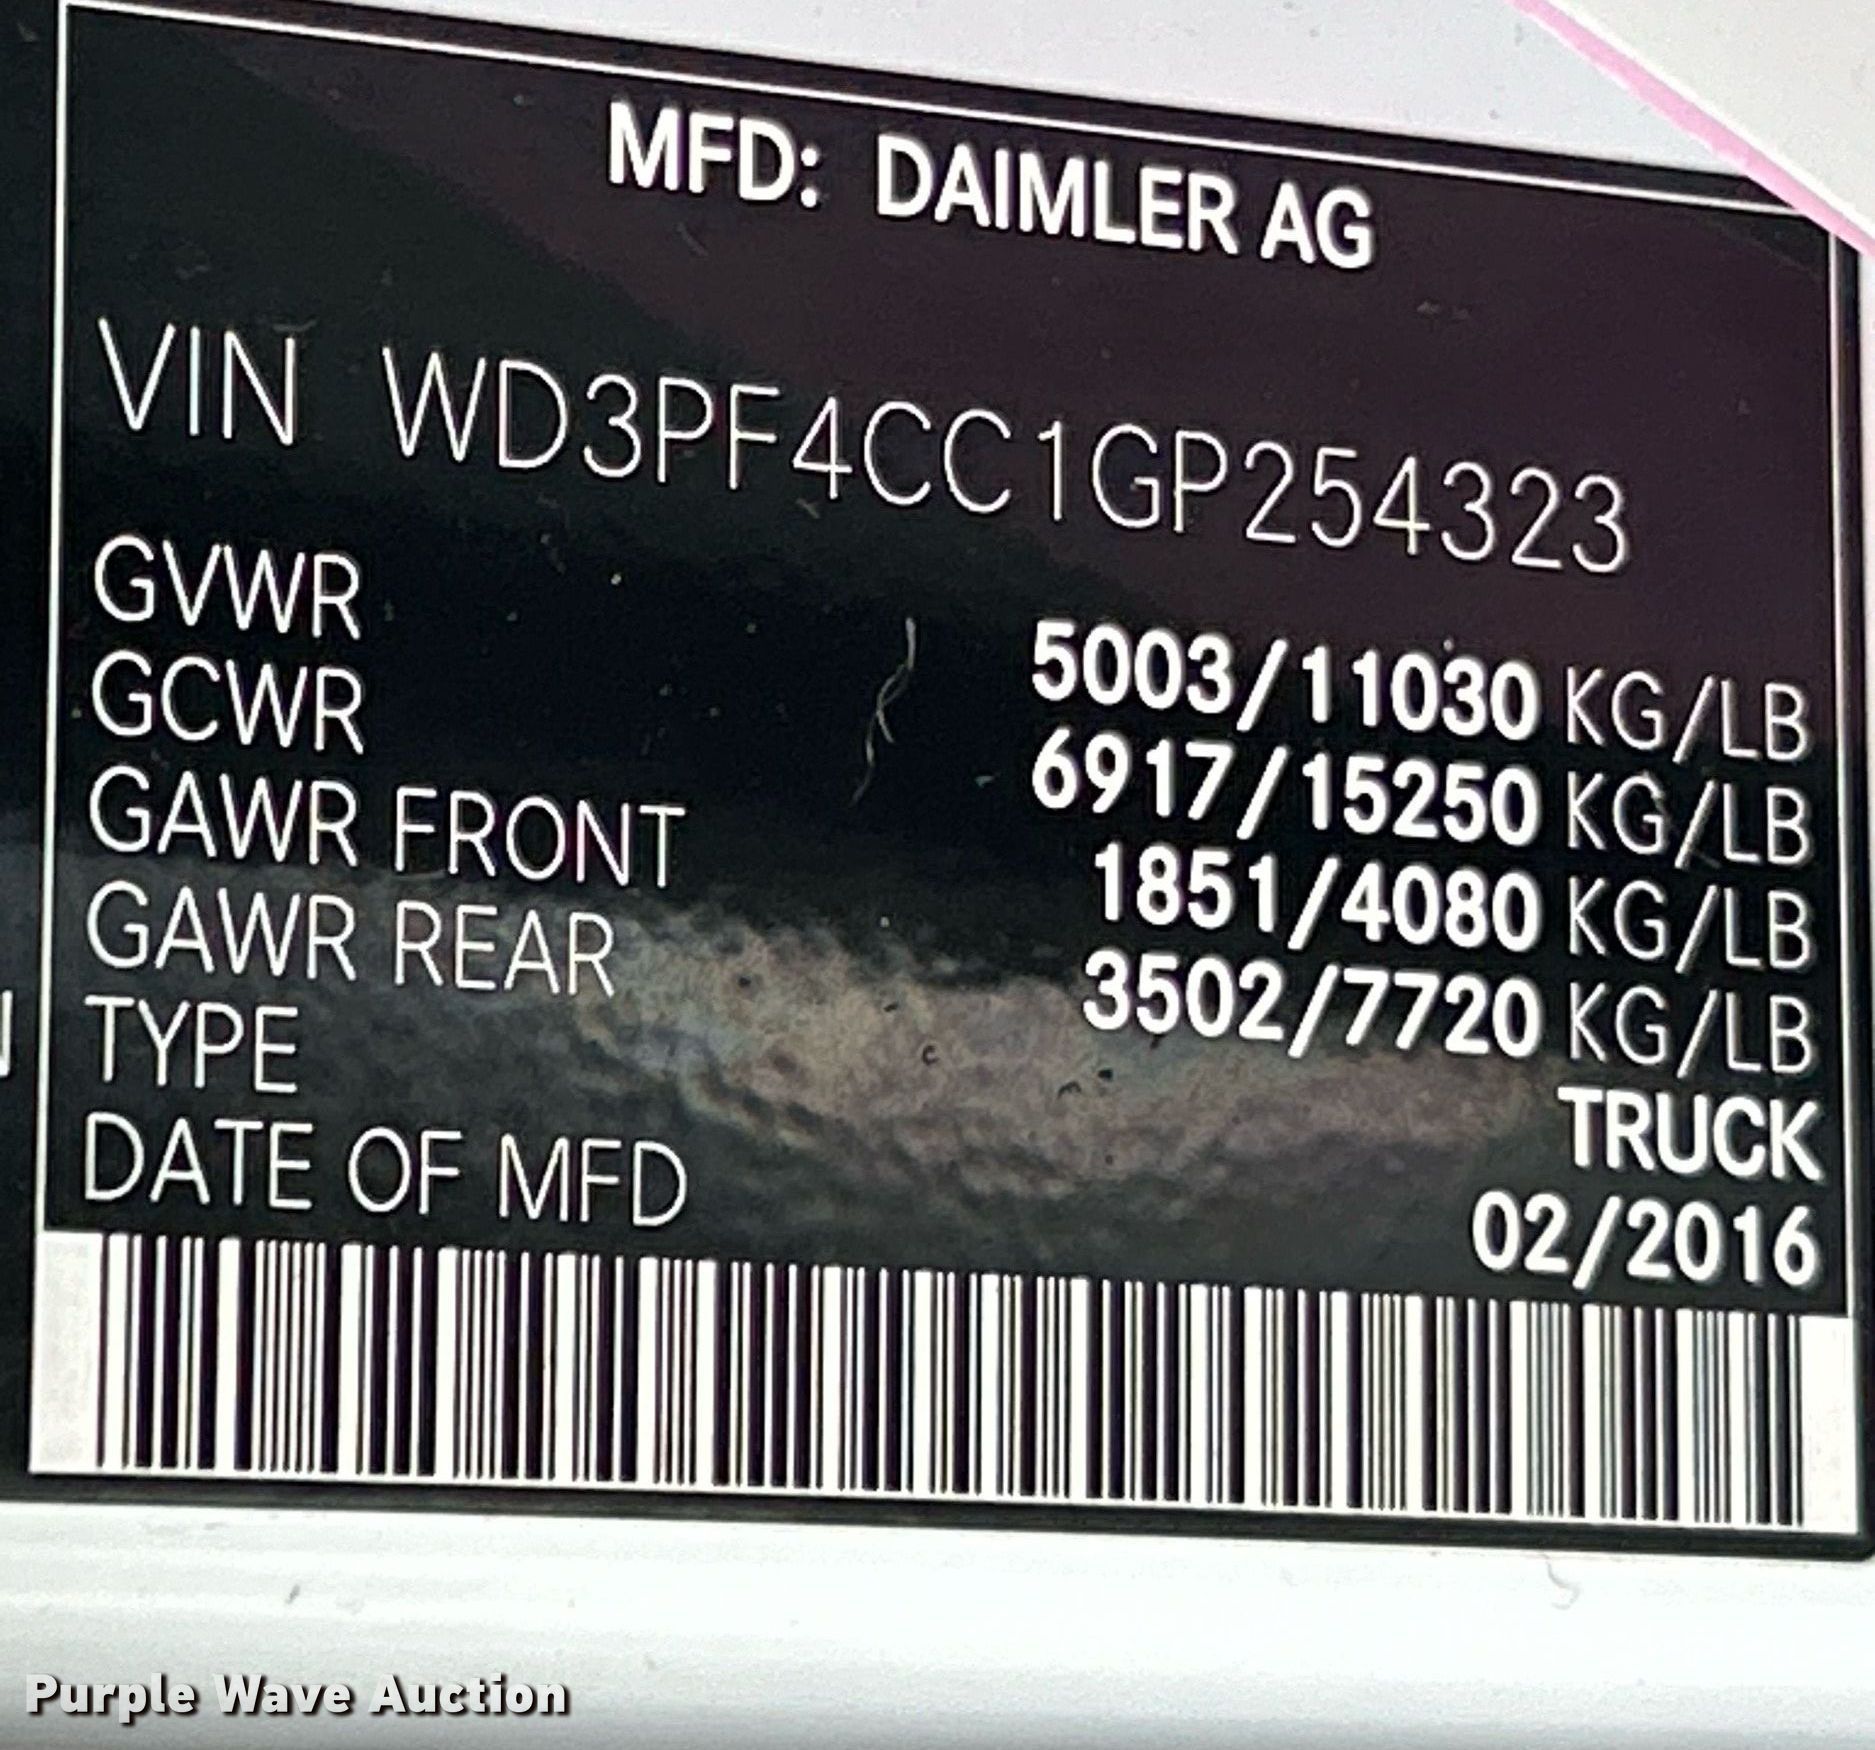 MFD: DAIMLER AG
VIN WD3PF4CC1GP254323
GVWR 5003/11030 KG/LB
GCWR 6917/15250 KG/LB
GAWR FRONT 1851/4080 KG/LB
GAWR REAR 3502/7720 KG/LB
TYPE TRUCK
DATE OF MFD 02/2016
Purple Wave Auction